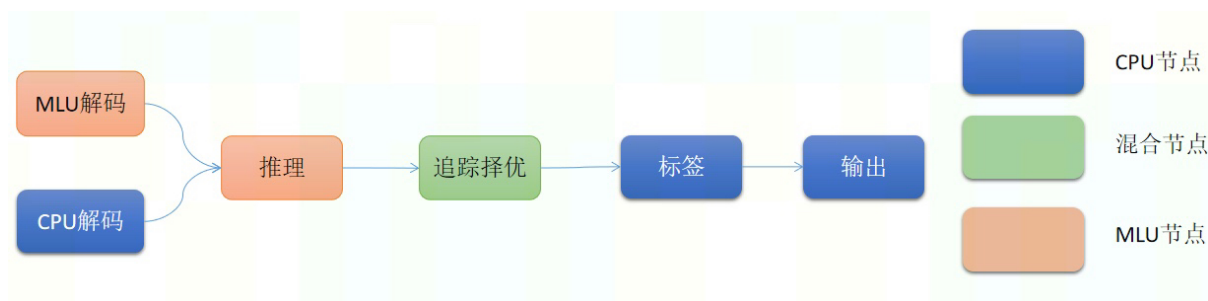 MLU解码
CPU解码
推理
追踪择优
标签
输出
CPU节点
混合节点
MLU节点